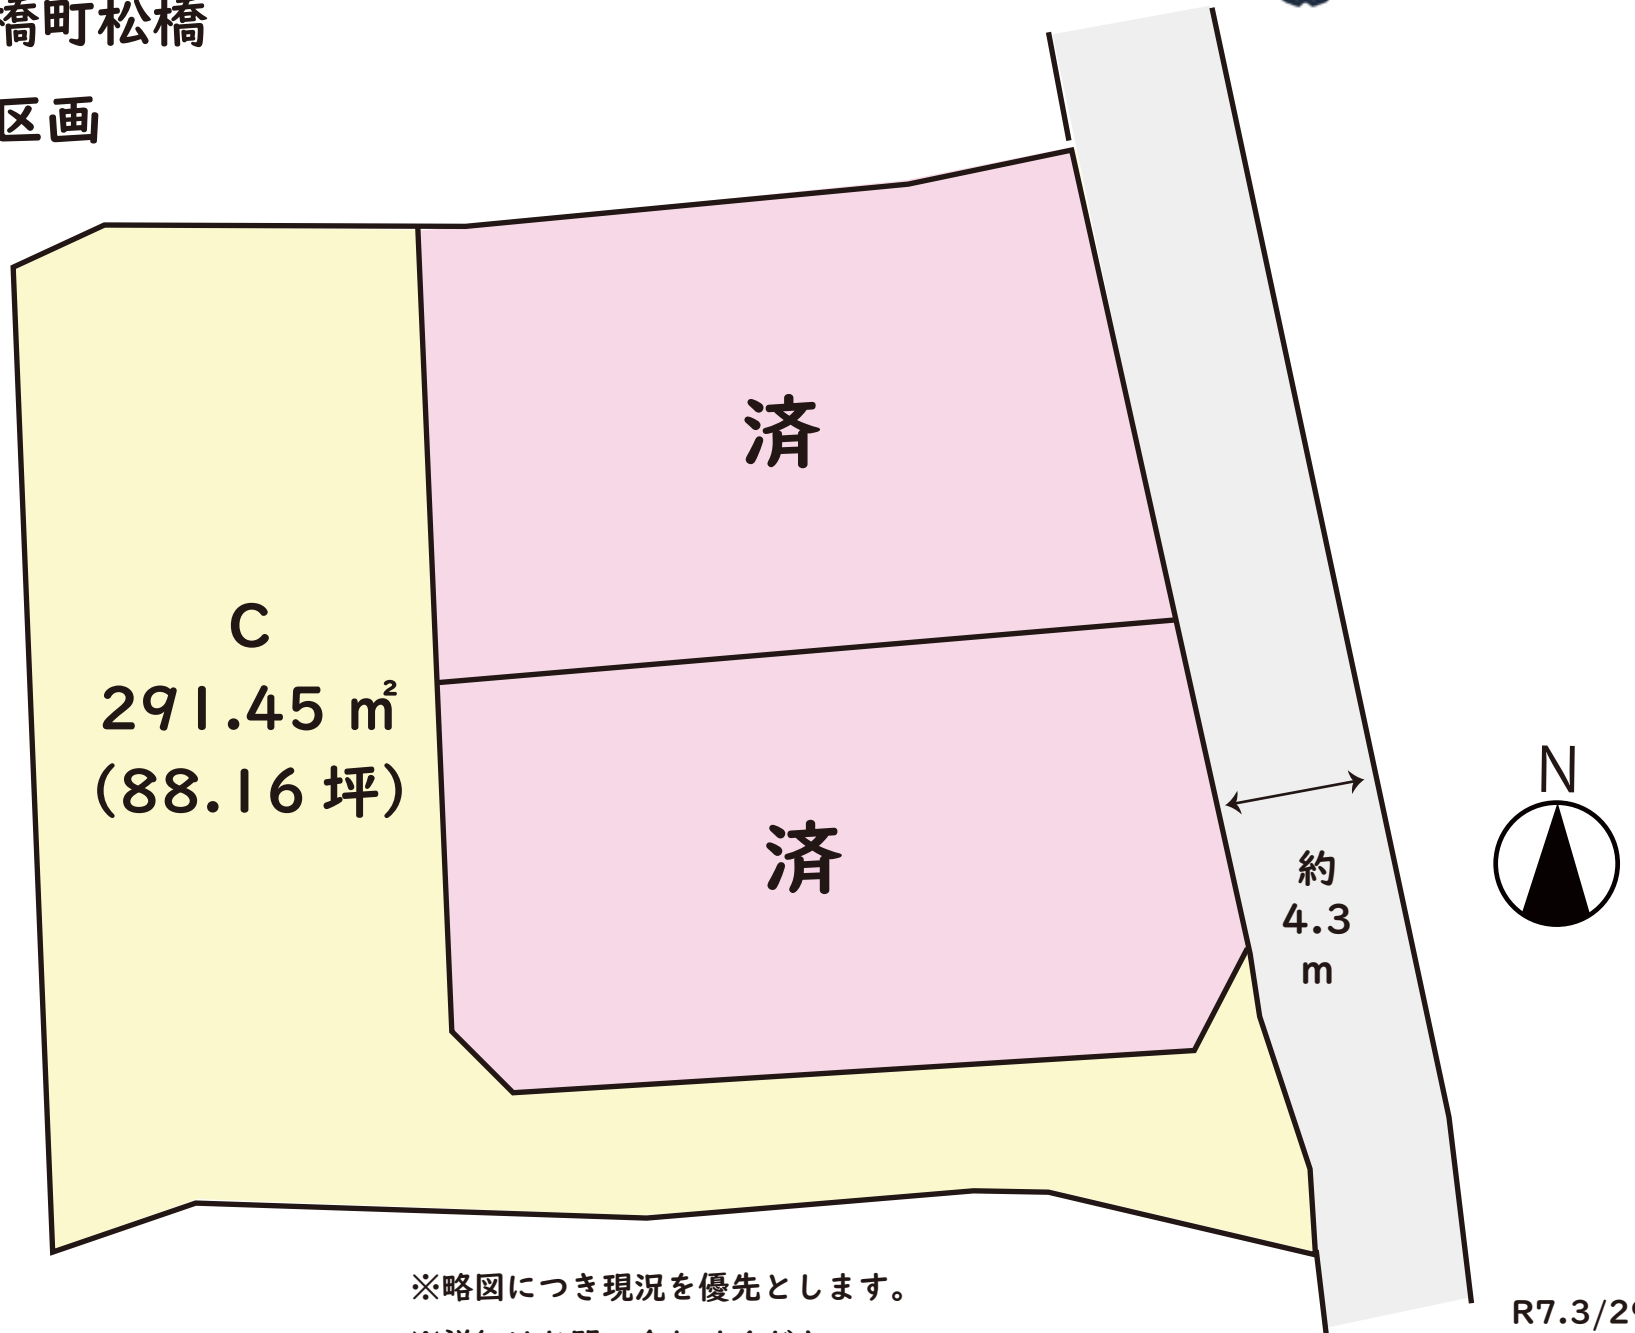 橋町松橋
区画
済
C
291.45 ㎡
(88.16 坪)
済
N
約
4.3
m
※略図につき現況を優先とします。
R7.3/2